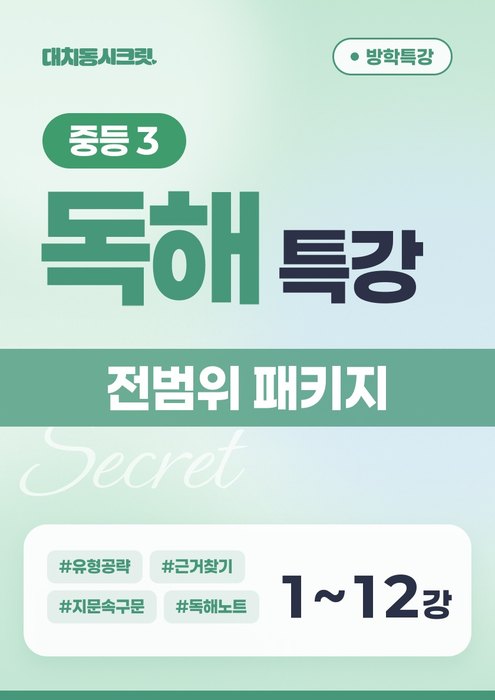 대치동시크릿.
• 방학특강
중등 3
독해 특강
전범위 패키지
Secret
#유형공략 #근거찾기
#지문속구문 #독해노트
1~12강